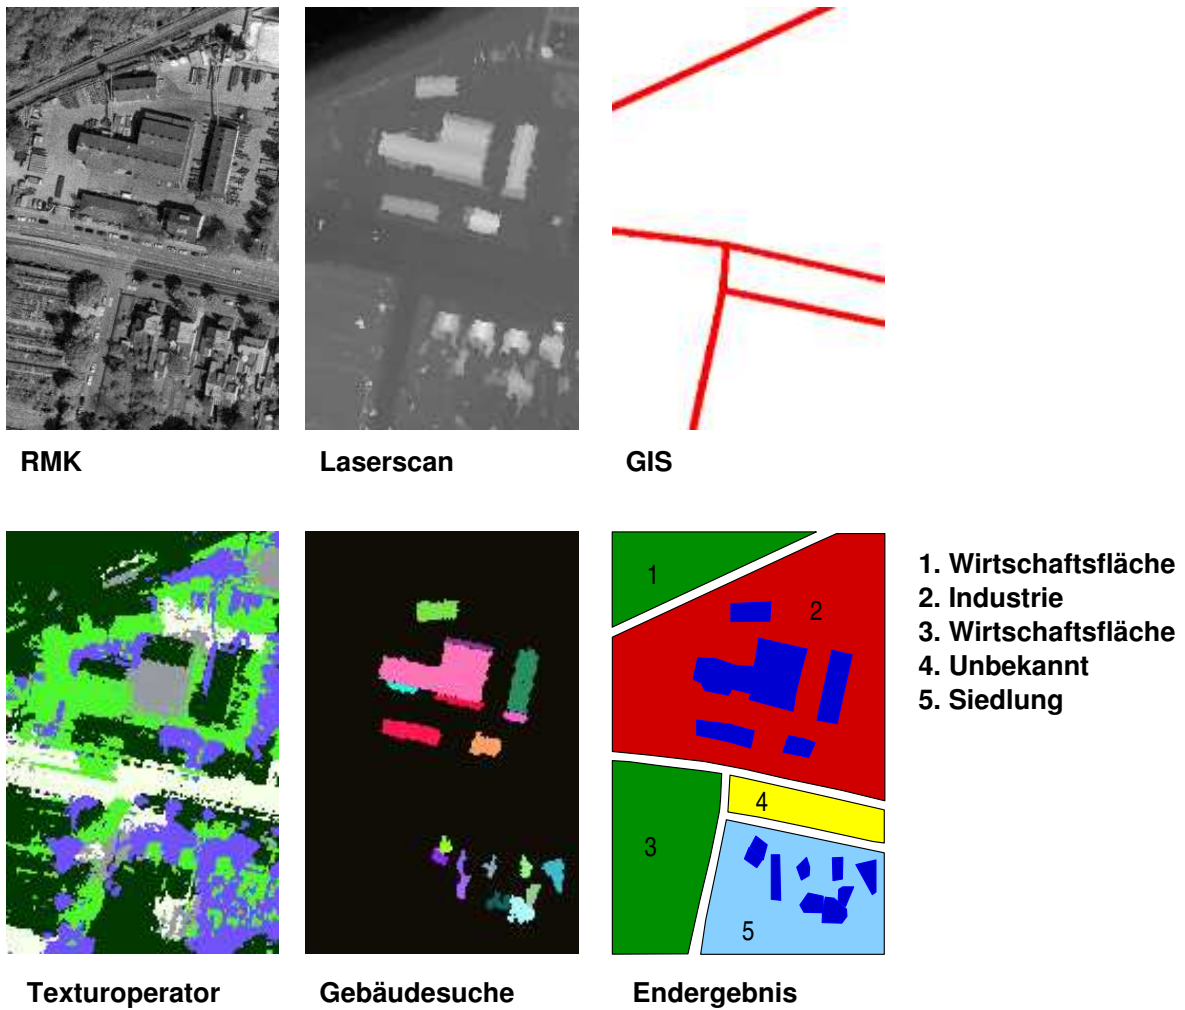 RMK
Laserscan
GIS
1
2
3
4
5
1. Wirtschaftsfläche
2. Industrie
3. Wirtschaftsfläche
4. Unbekannt
5. Siedlung
Texturoperator
Gebäudesuche
Endergebnis